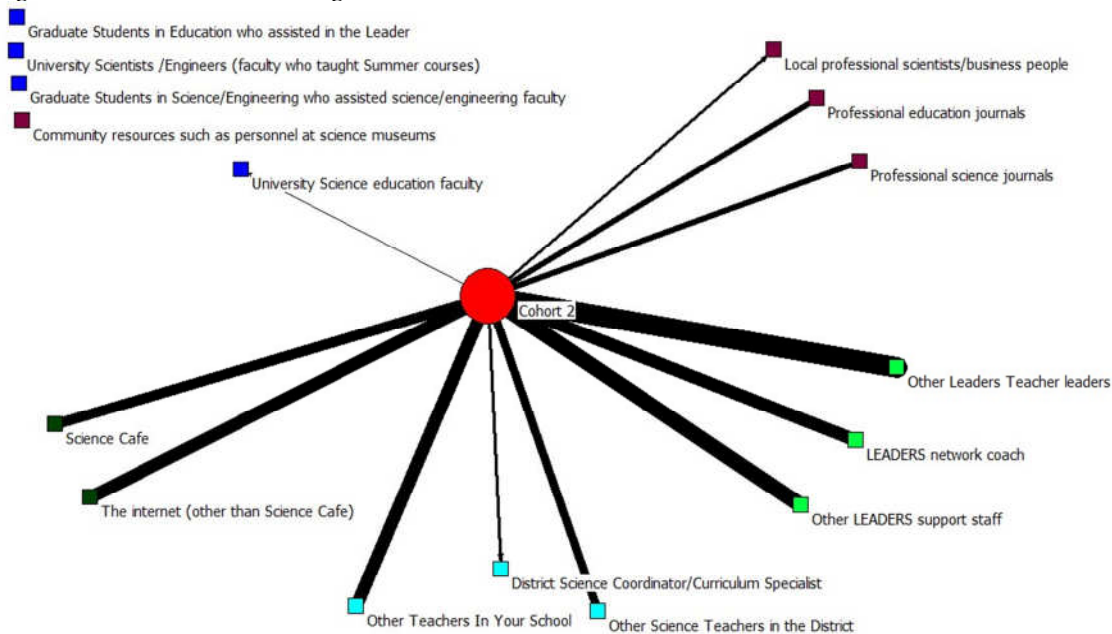 Graduate Students in Education who assisted in the Leader
University Scientists /Engineers (faculty who taught Summer courses)
Graduate Students in Science/Engineering who assisted science/engineering faculty
Community resources such as personnel at science museums
University Science education faculty
Local professional scientists/business people
Professional education journals
Professional science journals
Cohort 2
Other Leaders Teacher leaders
LEADERS network coach
Other LEADERS support staff
Science Cafe
The internet (other than Science Cafe)
District Science Coordinator/Curriculum Specialist
Other Teachers In Your School
Other Science Teachers in the District